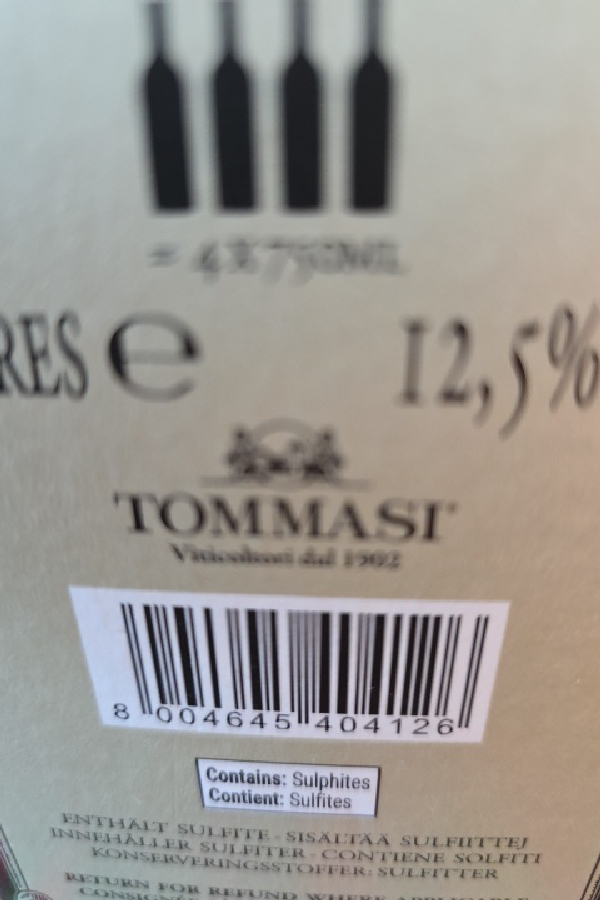 = 4X750ML
RES e 12,5%
TOMMASI
Viticoltori dal 1902
8 004645 404126
Contains: Sulphites
Contient: Sulfites
ENTHÄLT SULFITE - SISÄLTÄÄ SULFIITTEJ
INNEHÅLLER SULFITER - CONTIENE SOLFITI
KONSERVERINGSSTOFFER: SULFITTER
RETURN FOR REFUND WHERE APPLICABLE